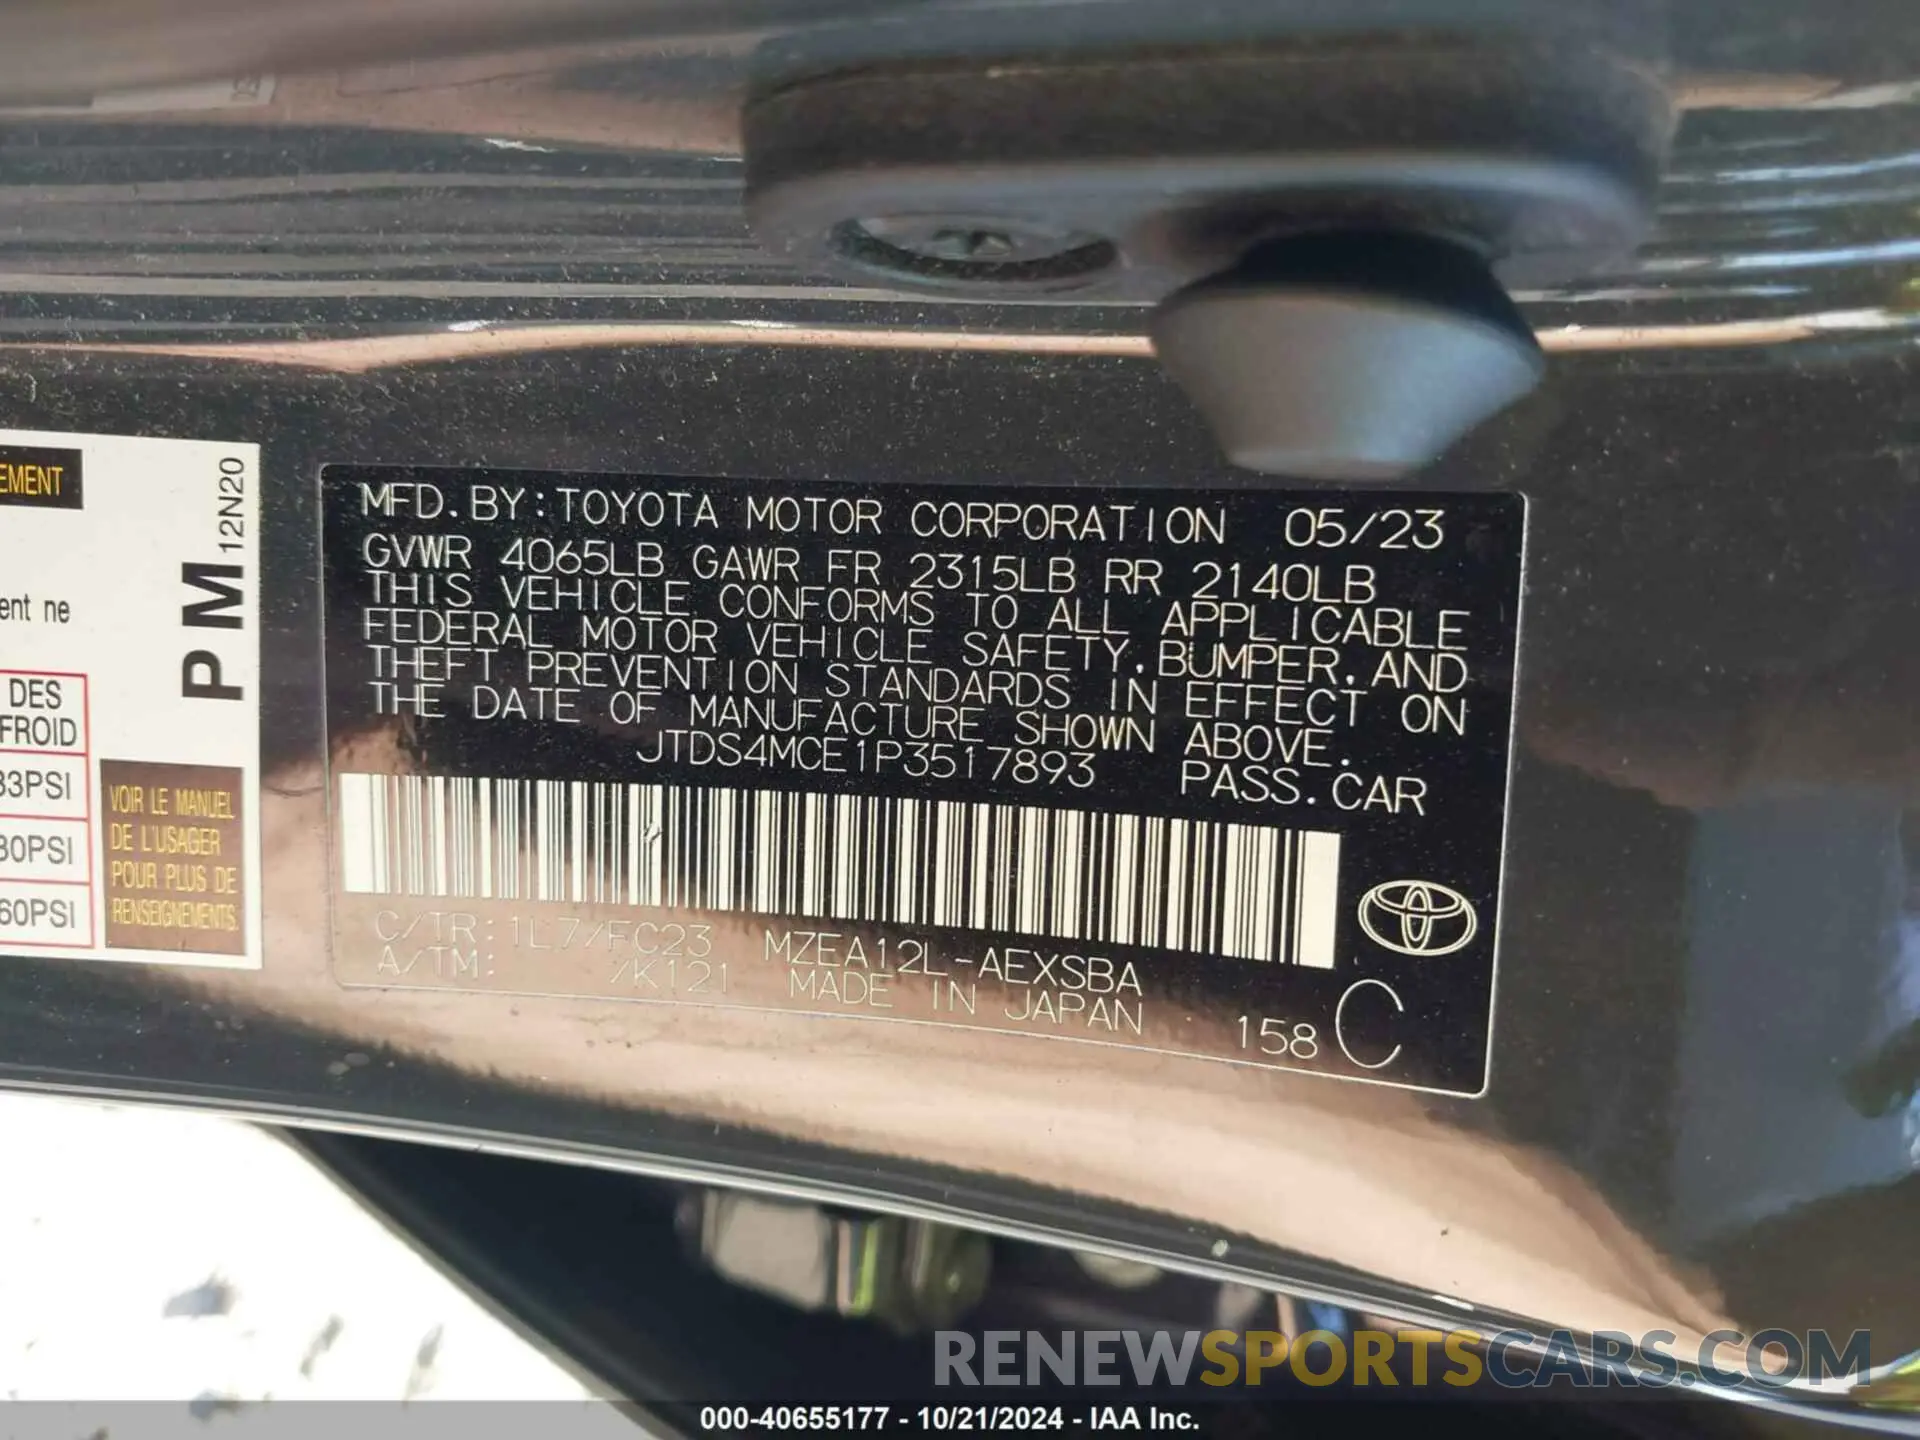 EMENT
12N20
PM
ent ne
DES
FROID
33PSI
30PSI
60PSI
VOIR LE MANUEL
DE L'USAGER
POUR PLUS DE
RENSEIGNEMENTS.
MFD. BY: TOYOTA MOTOR CORPORATION 05/23
GVWR 4065LB GAWR FR 2315LB RR 2140LB
THIS VEHICLE CONFORMS TO ALL APPLICABLE
FEDERAL MOTOR VEHICLE SAFETY, BUMPER, AND
THEFT PREVENTION STANDARDS IN EFFECT ON
THE DATE OF MANUFACTURE SHOWN ABOVE.
JTDS4MCE1P3517893 PASS. CAR
C/TR: 1L7/FC23 MZEA12L-AEXSBA
A/TM: /K121 MADE IN JAPAN
158 C
RENEWSPORTSCARS.COM
000-40655177 - 10/21/2024 - IAA Inc.